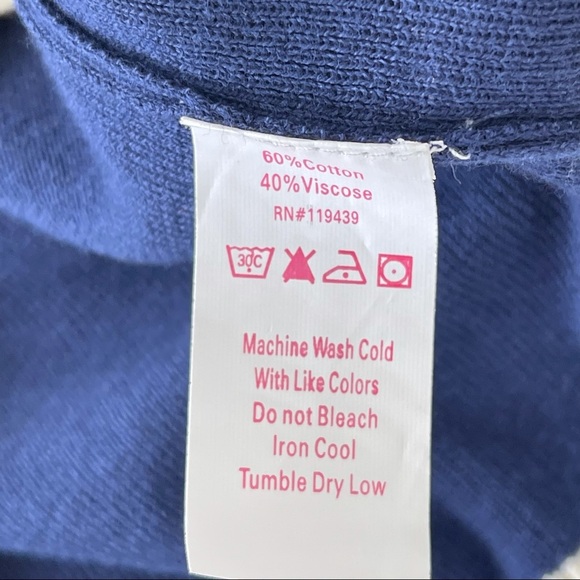 60%Cotton
40%Viscose
RN#119439
30C
Machine Wash Cold
With Like Colors
Do not Bleach
Iron Cool
Tumble Dry Low